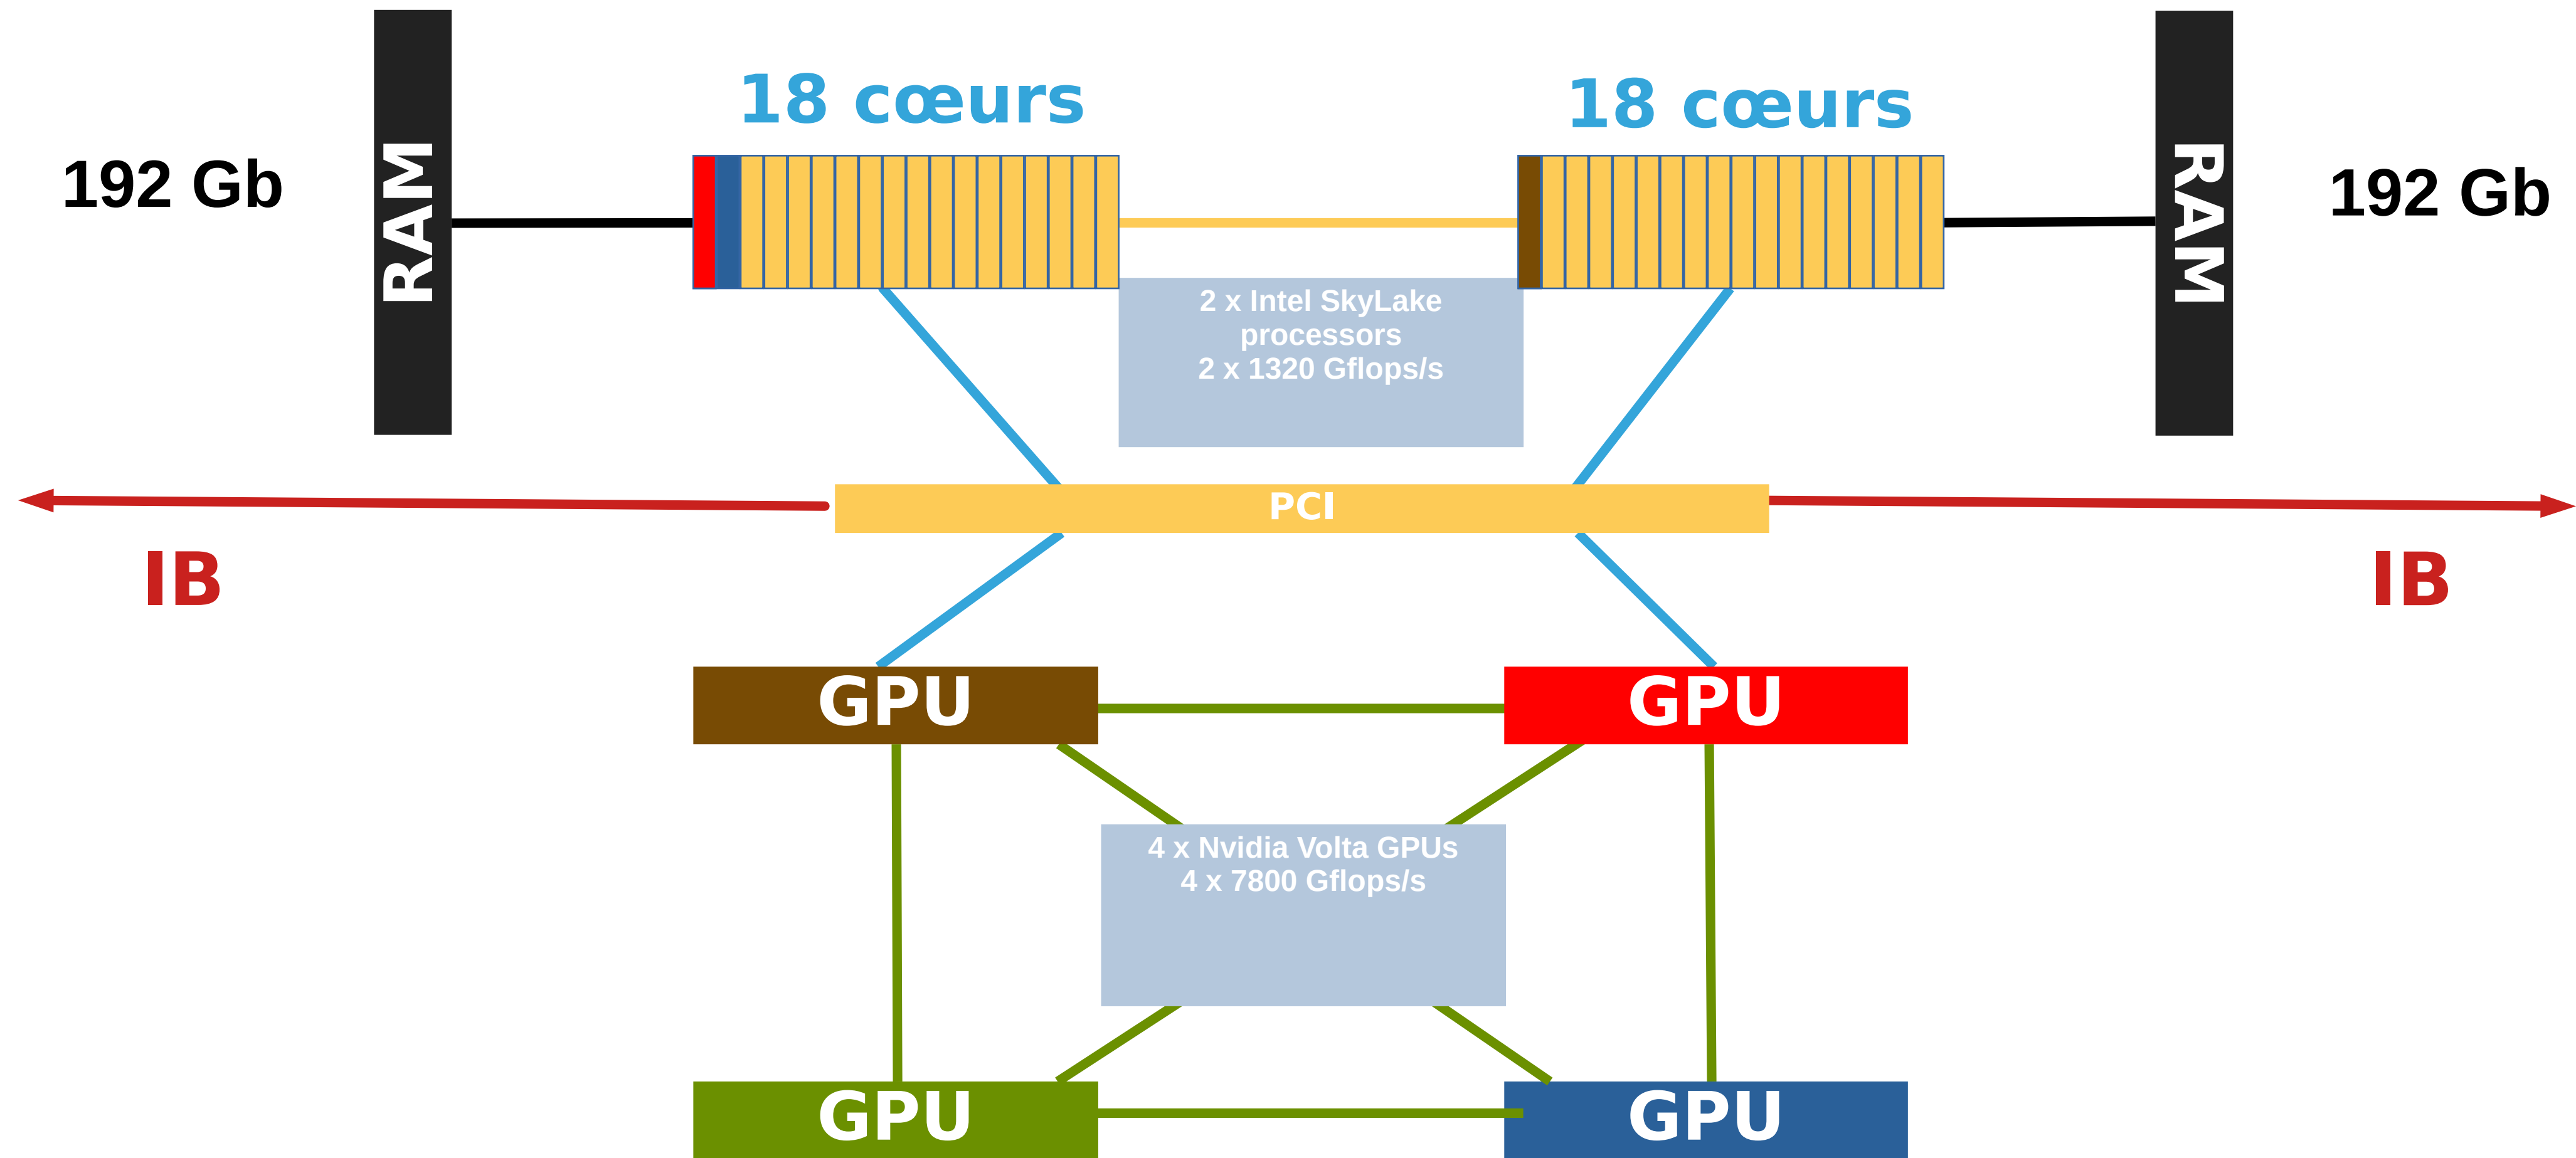 18 cœurs
18 cœurs
192 Gb
RAM
RAM
192 Gb
2 x Intel SkyLake
processors
2 x 1320 Gflops/s
PCI
IB
IB
GPU
GPU
4 x Nvidia Volta GPUs
4 x 7800 Gflops/s
GPU
GPU